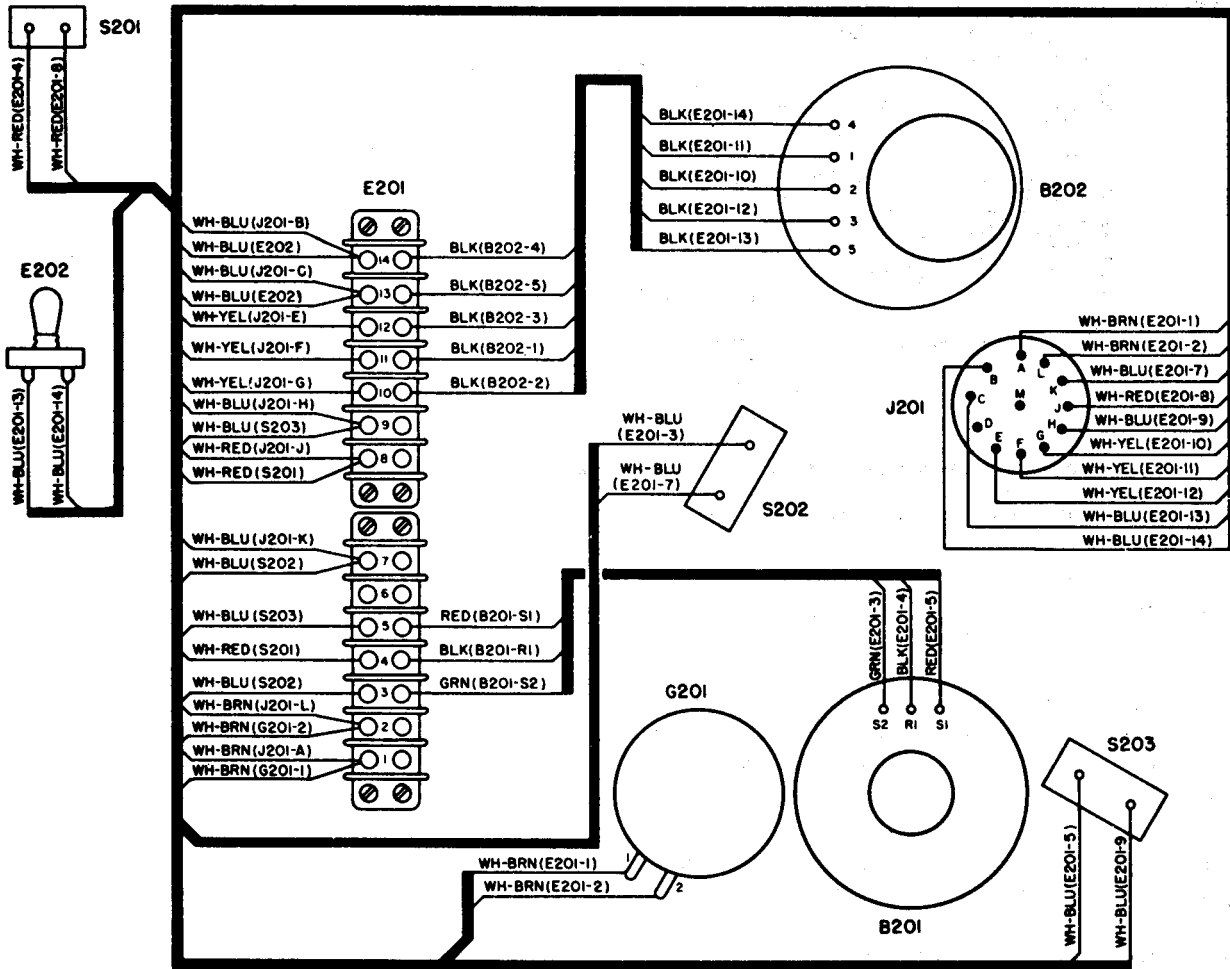 S201
WH-RED(E201-4)
WH-RED(E201-8)
E202
WH-BLU(E201-13)
WH-BLU(E201-14)
E201
WH-BLU(J201-B)
WH-BLU(E202)
14
BLK(B202-4)
WH-BLU(J201-C)
WH-BLU(E202)
13
BLK(B202-5)
WH-YEL(J201-E)
12
BLK(B202-3)
WH-YEL(J201-F)
11
BLK(B202-1)
WH-YEL(J201-G)
10
BLK(B202-2)
WH-BLU(J201-H)
WH-BLU(S203)
9
WH-RED(J201-J)
WH-RED(S201)
8
WH-BLU(J201-K)
WH-BLU(S202)
7
6
WH-BLU(S203)
5
RED(B201-S1)
WH-RED(S201)
4
BLK(B201-R1)
WH-BLU(S202)
3
GRN(B201-S2)
WH-BRN(J201-L)
WH-BRN(G201-2)
2
WH-BRN(J201-A)
WH-BRN(G201-1)
1
BLK(E201-14)
4
BLK(E201-11)
1
BLK(E201-10)
2
BLK(E201-12)
3
BLK(E201-13)
5
B202
J201
A
B
C
D
E
F
G
H
J
K
L
M
WH-BRN(E201-1)
WH-BRN(E201-2)
WH-BLU(E201-7)
WH-RED(E201-8)
WH-BLU(E201-9)
WH-YEL(E201-10)
WH-YEL(E201-11)
WH-YEL(E201-12)
WH-BLU(E201-13)
WH-BLU(E201-14)
WH-BLU
(E201-3)
WH-BLU
(E201-7)
S202
GRN(E201-3)
BLK(E201-4)
RED(E201-5)
S2
R1
S1
B201
G201
WH-BRN(E201-1)
1
WH-BRN(E201-2)
2
S203
WH-BLU(E201-5)
WH-BLU(E201-9